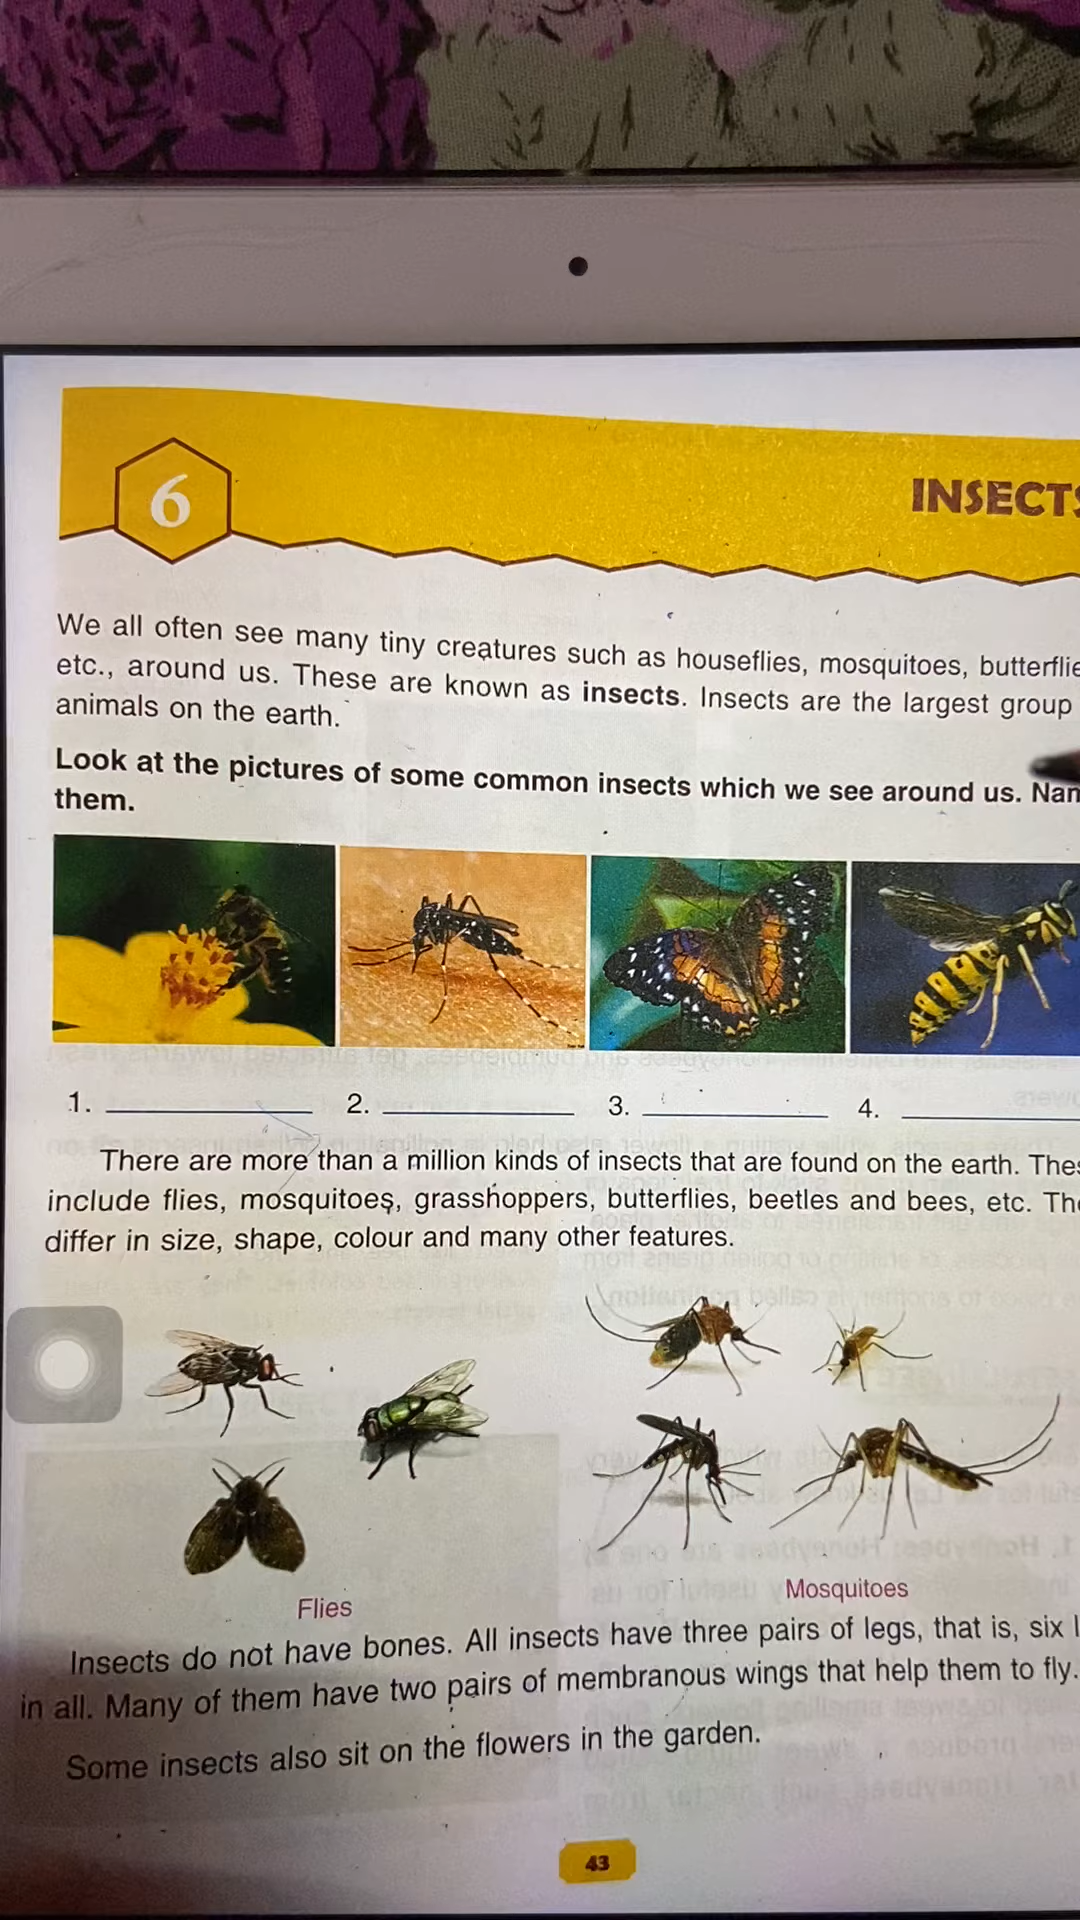 6
INSECTS
We all often see many tiny creatures such as houseflies, mosquitoes,
etc., around us. These are known as insects. Insects are the largest group
animals on the earth.
Look at the pictures of some common insects which we see around us.
them.
1. 2. 3. 4.
There are more than a million kinds of insects that are found on the earth.
include flies, mosquitoes, grasshoppers, butterflies, beetles and bees, etc.
differ in size, shape, colour and many other features.
Flies
Mosquitoes
Insects do not have bones. All insects have three pairs of legs, that is, six
in all. Many of them have two pairs of membranous wings that help them to fly.
Some insects also sit on the flowers in the garden.
43